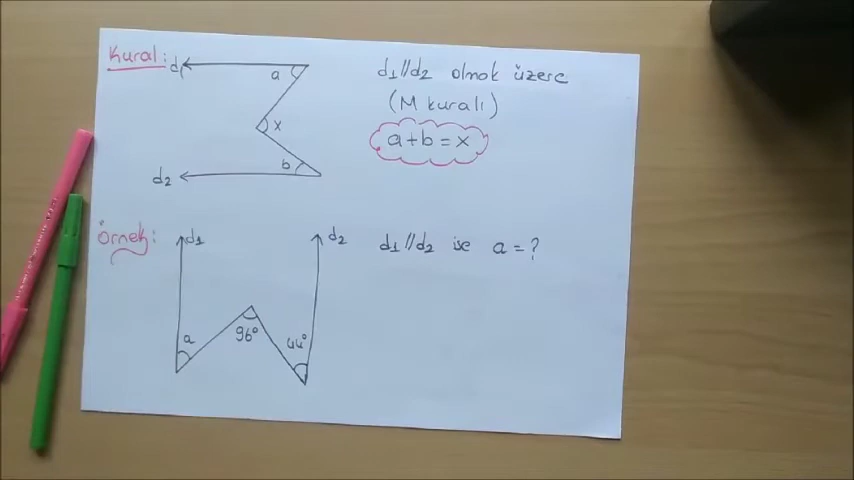 Kural:
d1
a
d1//d2 olmak üzere
(M kuralı)
x
a+b=x
b
d2
Örnek:
d1
d2
d1//d2 ise a=?
a
96°
44°